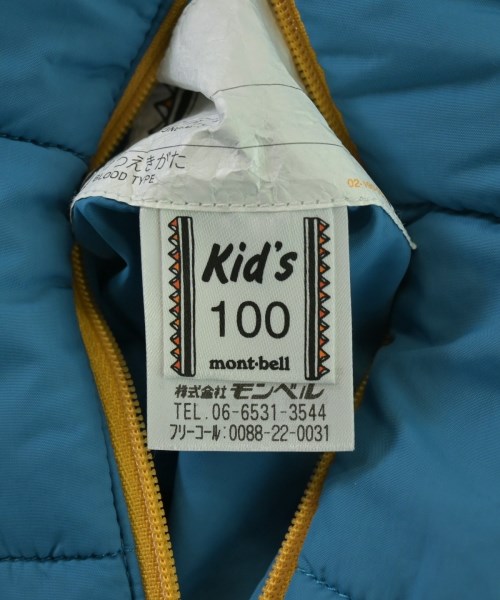 つえきがた
BLOOD TYPE
02-
Kid's
100
mont·bell
株式会社 モンベル
TEL. 06-6531-3544
フリーコール:0088-22-0031